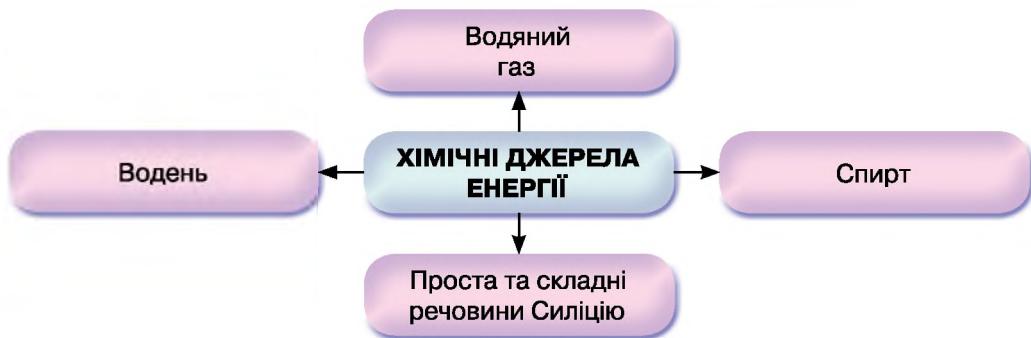 Водяний
газ
Водень
ХІМІЧНІ ДЖЕРЕЛА
ЕНЕРГІЇ
Спирт
Проста та складні
речовини Силіцію